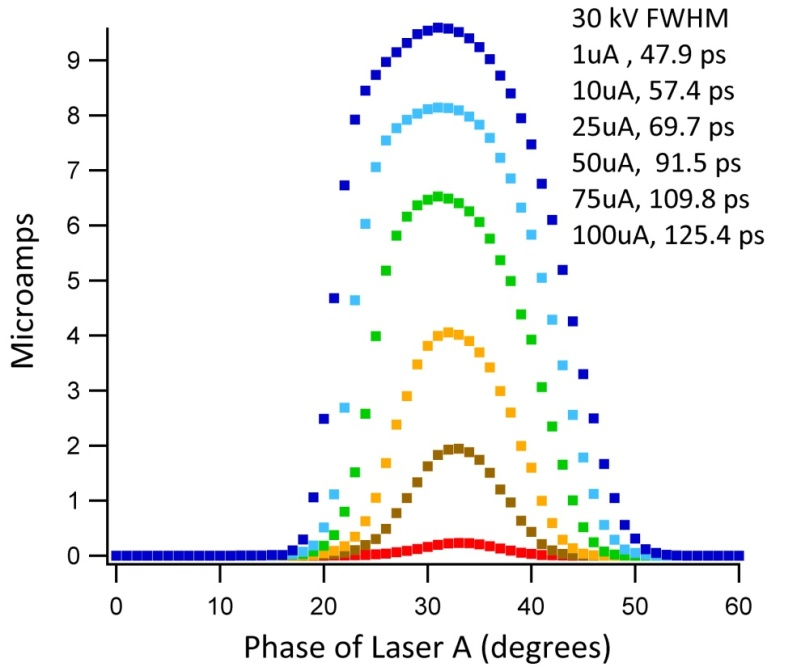 30 kV FWHM
1uA , 47.9 ps
10uA, 57.4 ps
25uA, 69.7 ps
50uA,  91.5 ps
75uA, 109.8 ps
100uA, 125.4 ps
Microamps
9
8
7
6
5
4
3
2
1
0
0 10 20 30 40 50 60
Phase of Laser A (degrees)